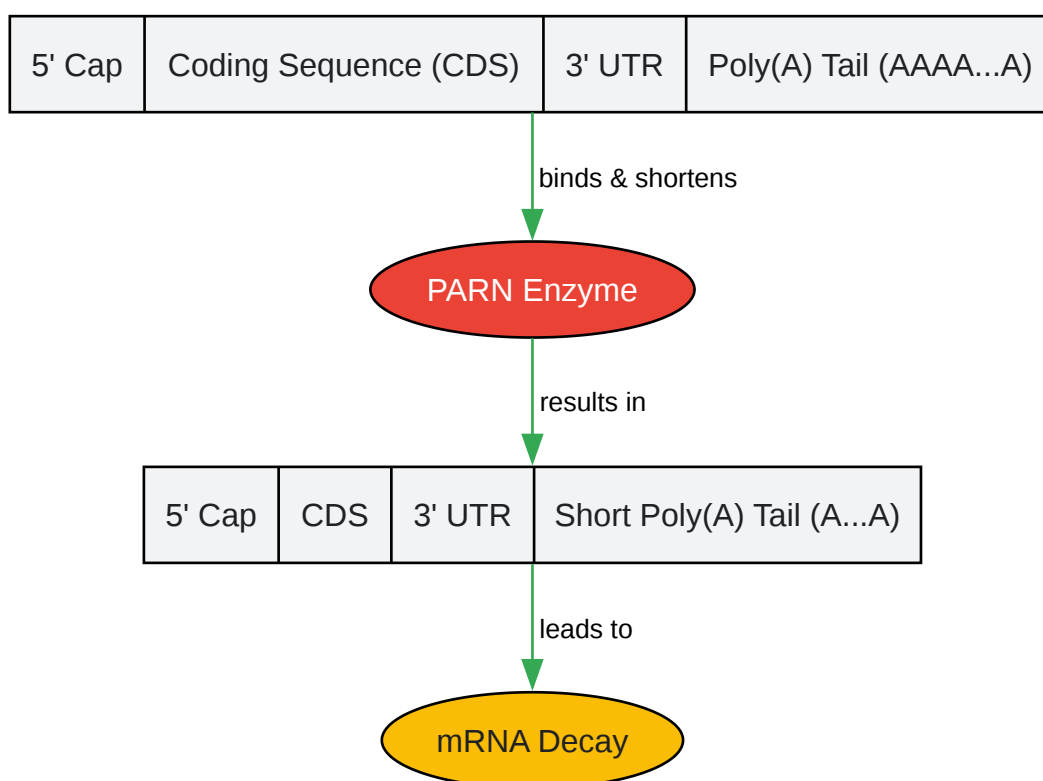 5' Cap Coding Sequence (CDS) 3' UTR Poly(A) Tail (AAAA...A)
binds & shortens
PARN Enzyme
results in
5' Cap CDS 3' UTR Short Poly(A) Tail (A...A)
leads to
mRNA Decay